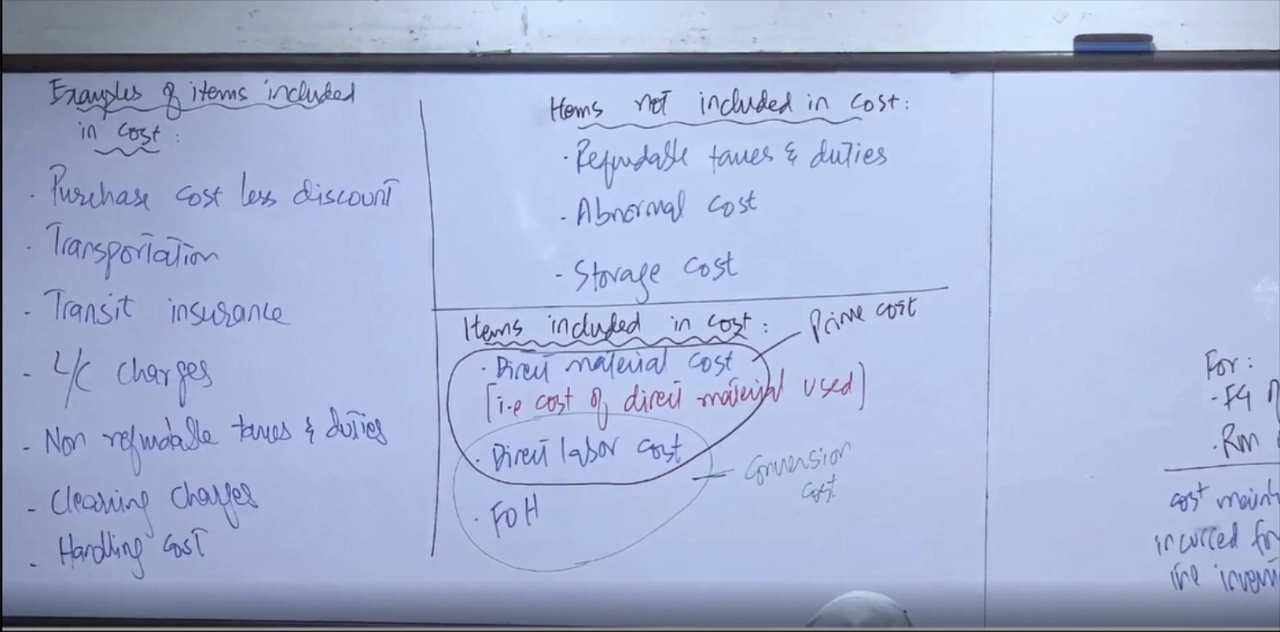 Examples of items included
in cost:
· Purchase cost less discount
· Transportation
· Transit insurance
- L/C charges
- Non refundable taxes & duties
- Clearing charges
- Handling cost
Items not included in cost:
· Refundable taxes & duties
· Abnormal cost
- Storage cost
Items included in cost:
Prime cost
· Direct material cost
[i.e cost of direct material used]
· Direct labor cost
Conversion
cost
· FOH
For:
· FG
· RM
cost
incurred for